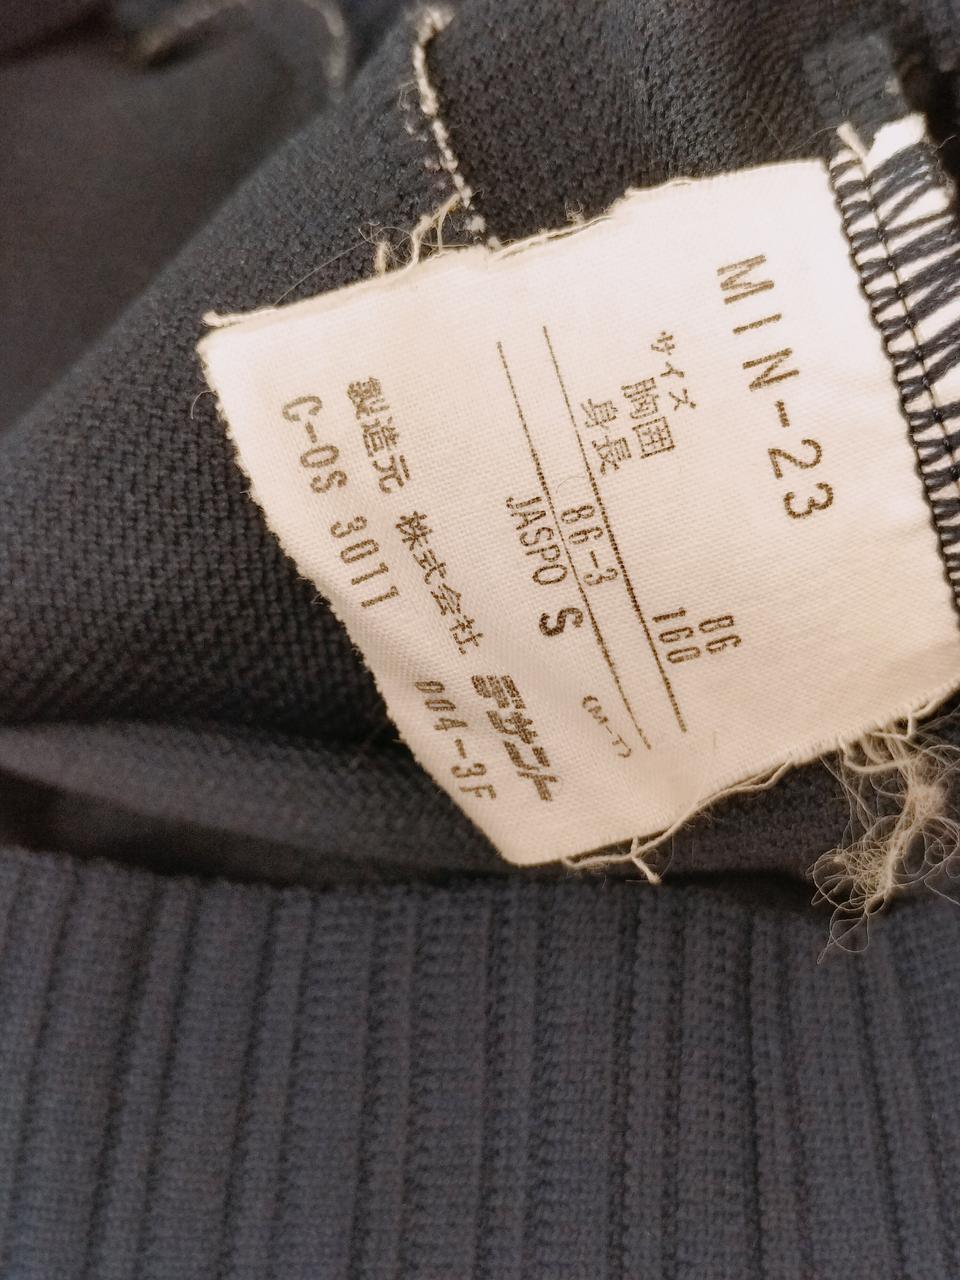 MIN-23
サイズ
胸囲 86
身長 160
86-3
JASPO S (M-T)
製造元 株式会社 デサント
C-OS 3011 004-3F